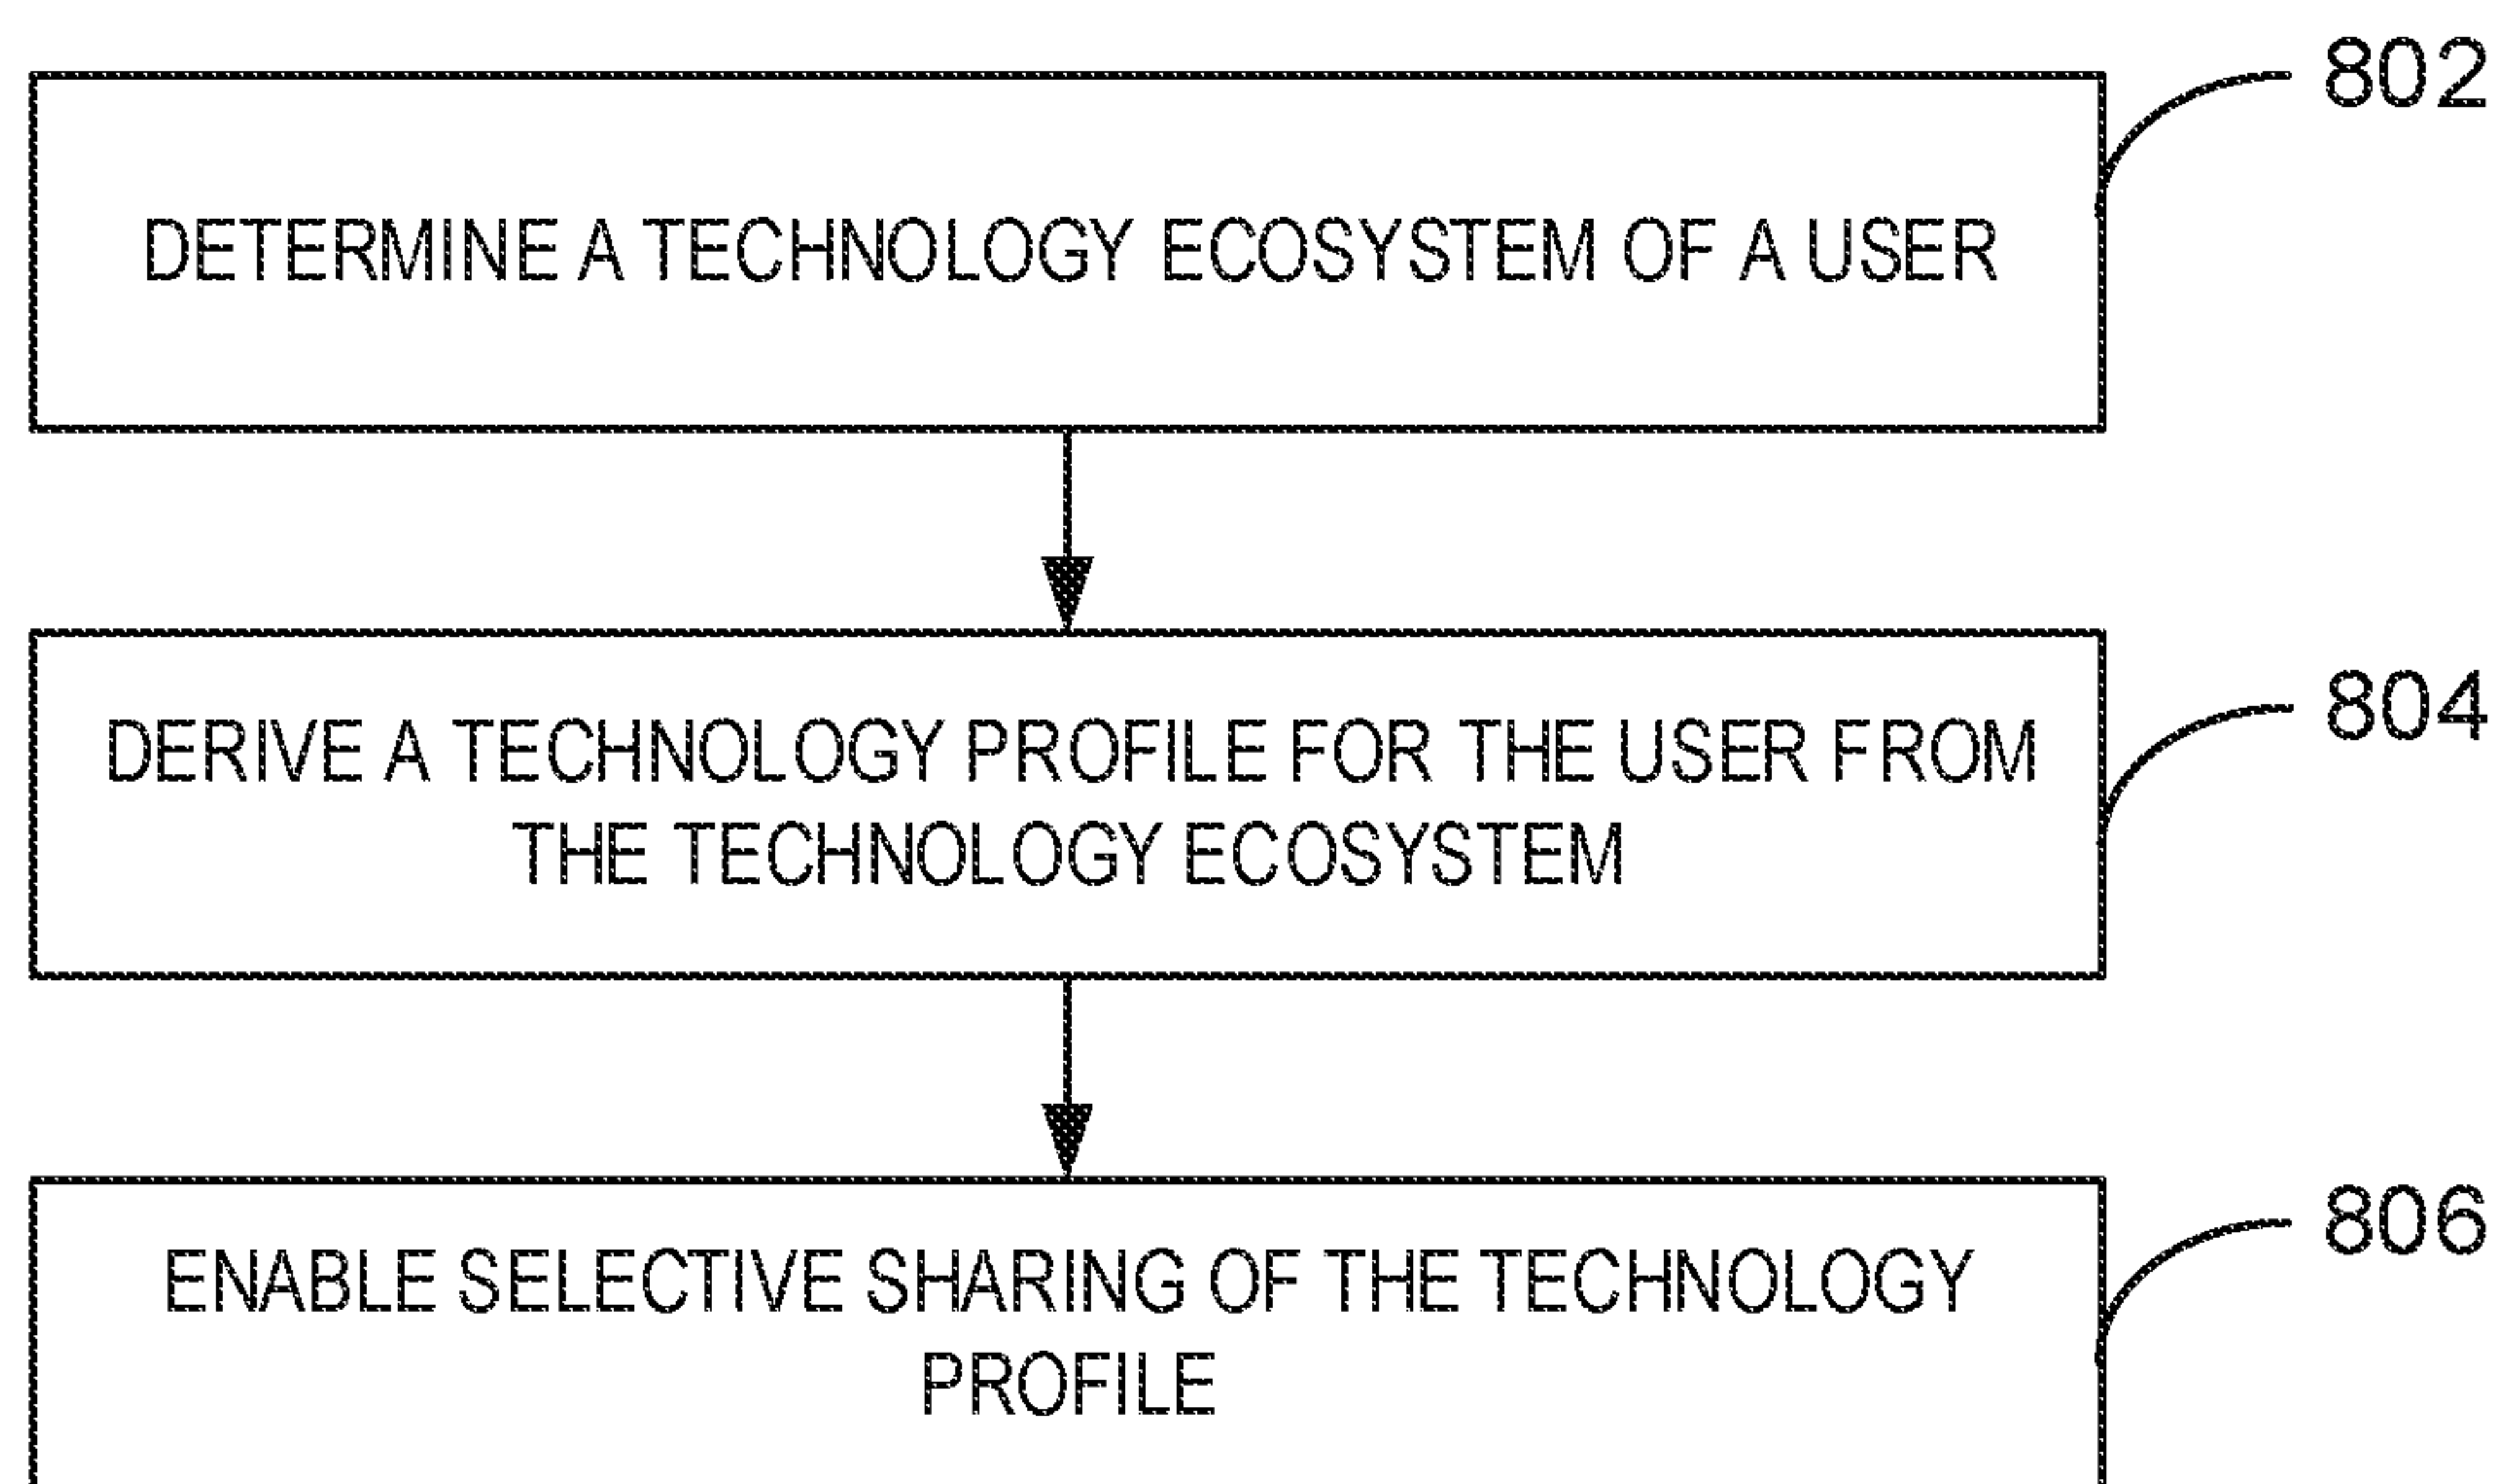 802
DETERMINE A TECHNOLOGY ECOSYSTEM OF A USER
804
DERIVE A TECHNOLOGY PROFILE FOR THE USER FROM
THE TECHNOLOGY ECOSYSTEM
806
ENABLE SELECTIVE SHARING OF THE TECHNOLOGY
PROFILE